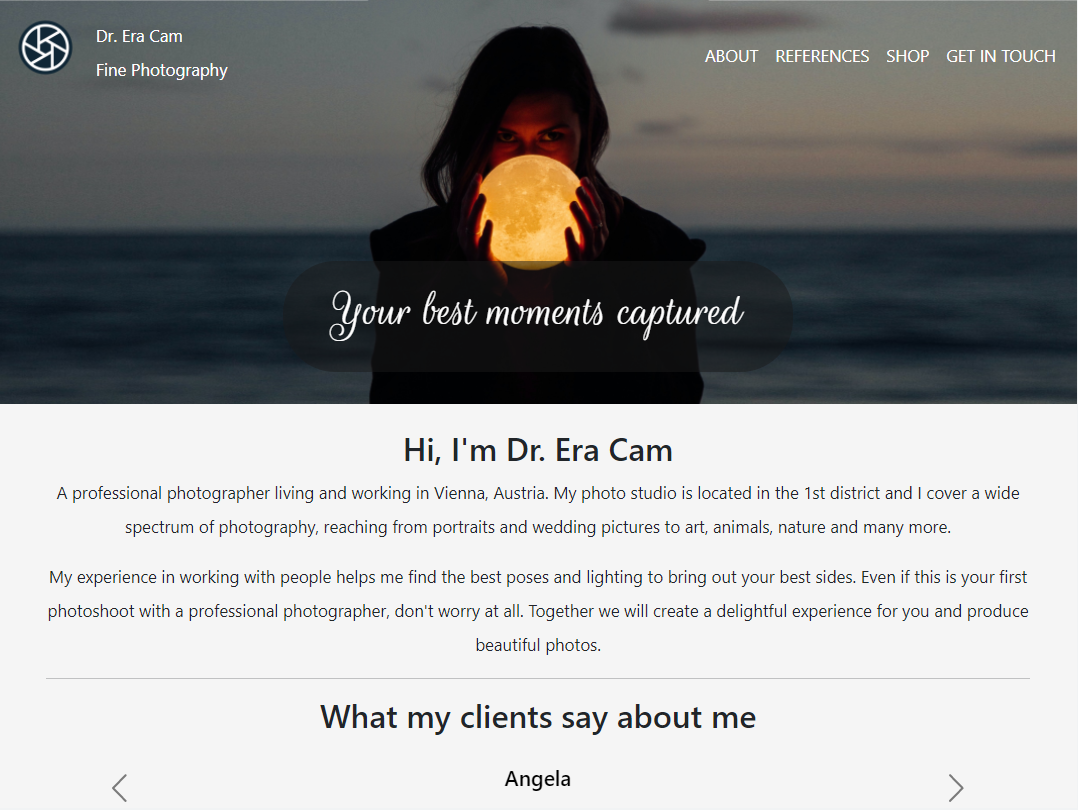 Dr. Era Cam
Fine Photography
ABOUT REFERENCES SHOP GET IN TOUCH
Your best moments captured
Hi, I'm Dr. Era Cam
A professional photographer living and working in Vienna, Austria. My photo studio is located in the 1st district and I cover a wide
spectrum of photography, reaching from portraits and wedding pictures to art, animals, nature and many more.
My experience in working with people helps me find the best poses and lighting to bring out your best sides. Even if this is your first
photoshoot with a professional photographer, don't worry at all. Together we will create a delightful experience for you and produce
beautiful photos.
What my clients say about me
Angela